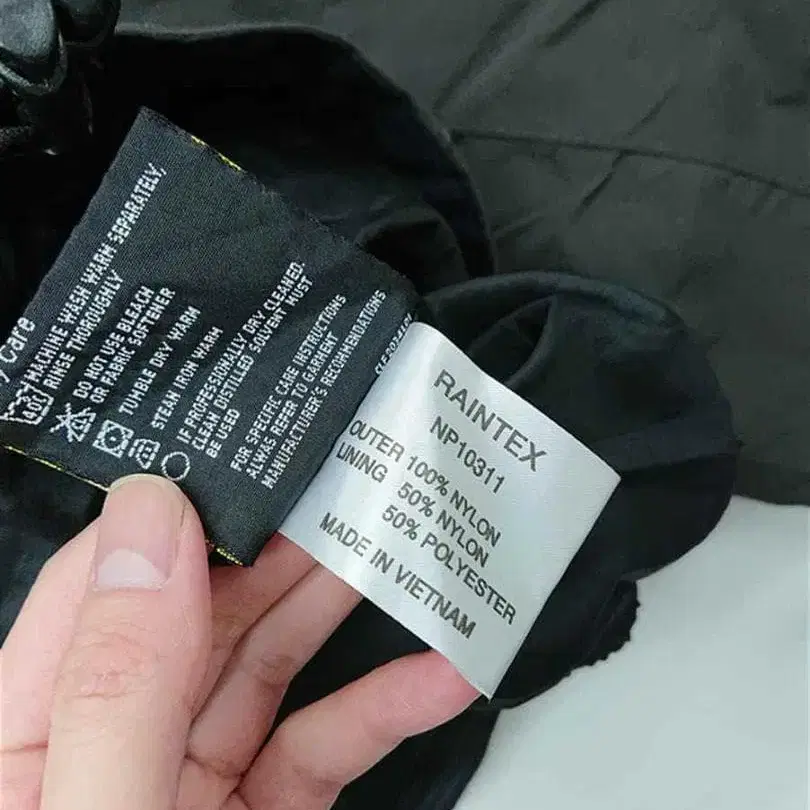 Care
MACHINE WASH WARM SEPARATELY,
RINSE THOROUGHLY
DO NOT USE BLEACH
OR FABRIC SOFTENER
TUMBLE DRY WARM
STEAM IRON WARM
IF PROFESSIONALLY DRY CLEANED.
CLEAN DISTILLED SOLVENT MUST
BE USED
FOR SPECIFIC CARE INSTRUCTIONS
ALWAYS REFER TO GARMENT
MANUFACTURER'S RECOMMENDATIONS
RAINTEX
NP10311
OUTER 100% NYLON
LINING 50% NYLON
50% POLYESTER
MADE IN VIETNAM